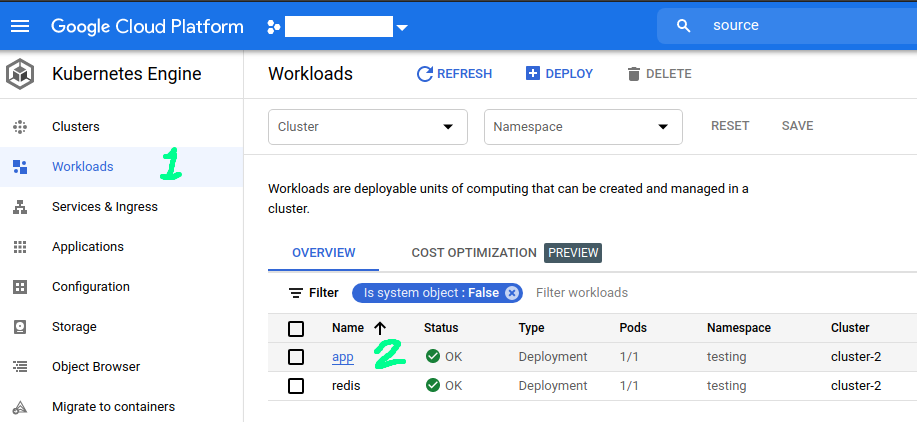 Google Cloud Platform
source
Kubernetes Engine
Workloads
REFRESH
DEPLOY
DELETE
Clusters
Workloads
1
Services & Ingress
Applications
Configuration
Storage
Object Browser
Migrate to containers
Cluster
Namespace
RESET
SAVE
Workloads are deployable units of computing that can be created and managed in a
cluster.
OVERVIEW
COST OPTIMIZATION PREVIEW
Filter Is system object : False Filter workloads
Name Status Type Pods Namespace Cluster
app 2 OK Deployment 1/1 testing cluster-2
redis OK Deployment 1/1 testing cluster-2